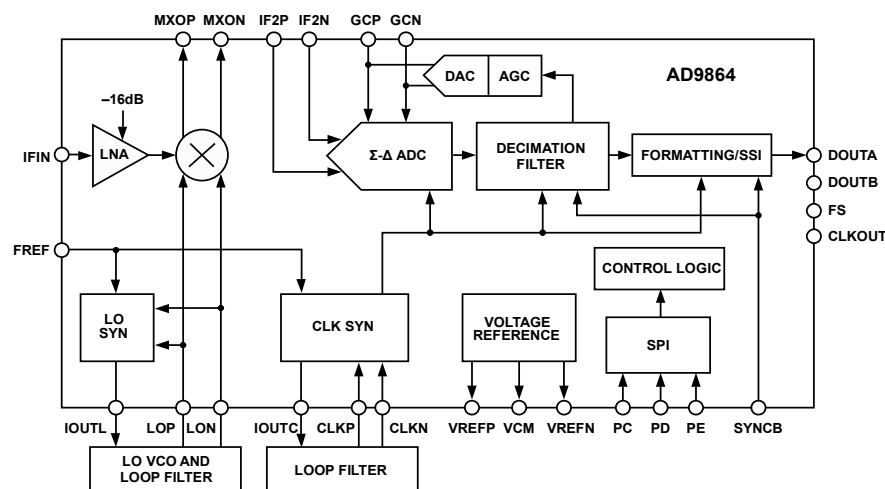 MXOP MXON IF2P IF2N GCP GCN
AD9864
DAC AGC
–16dB
IFIN
LNA
Σ-Δ ADC
DECIMATION
FILTER
FORMATTING/SSI
DOUTA
DOUTB
FS
CLKOUT
FREF
CONTROL LOGIC
LO
SYN
CLK SYN
VOLTAGE
REFERENCE
SPI
IOUTL LOP LON IOUTC CLKP CLKN VREFP VCM VREFN PC PD PE SYNCB
LO VCO AND
LOOP FILTER
LOOP FILTER